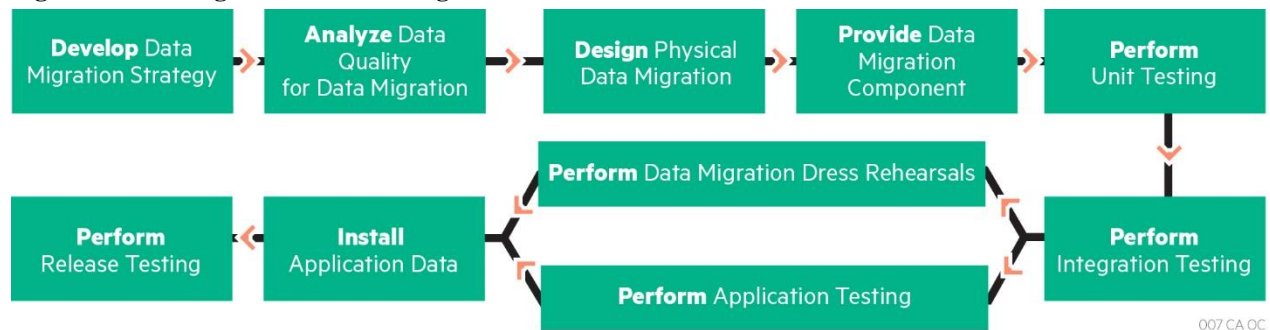 Develop Data
Migration Strategy
Analyze Data
Quality
for Data Migration
Design Physical
Data Migration
Provide Data
Migration
Component
Perform
Unit Testing
Perform
Integration Testing
Perform Data Migration Dress Rehearsals
Perform Application Testing
Install
Application Data
Perform
Release Testing
007 CA OC